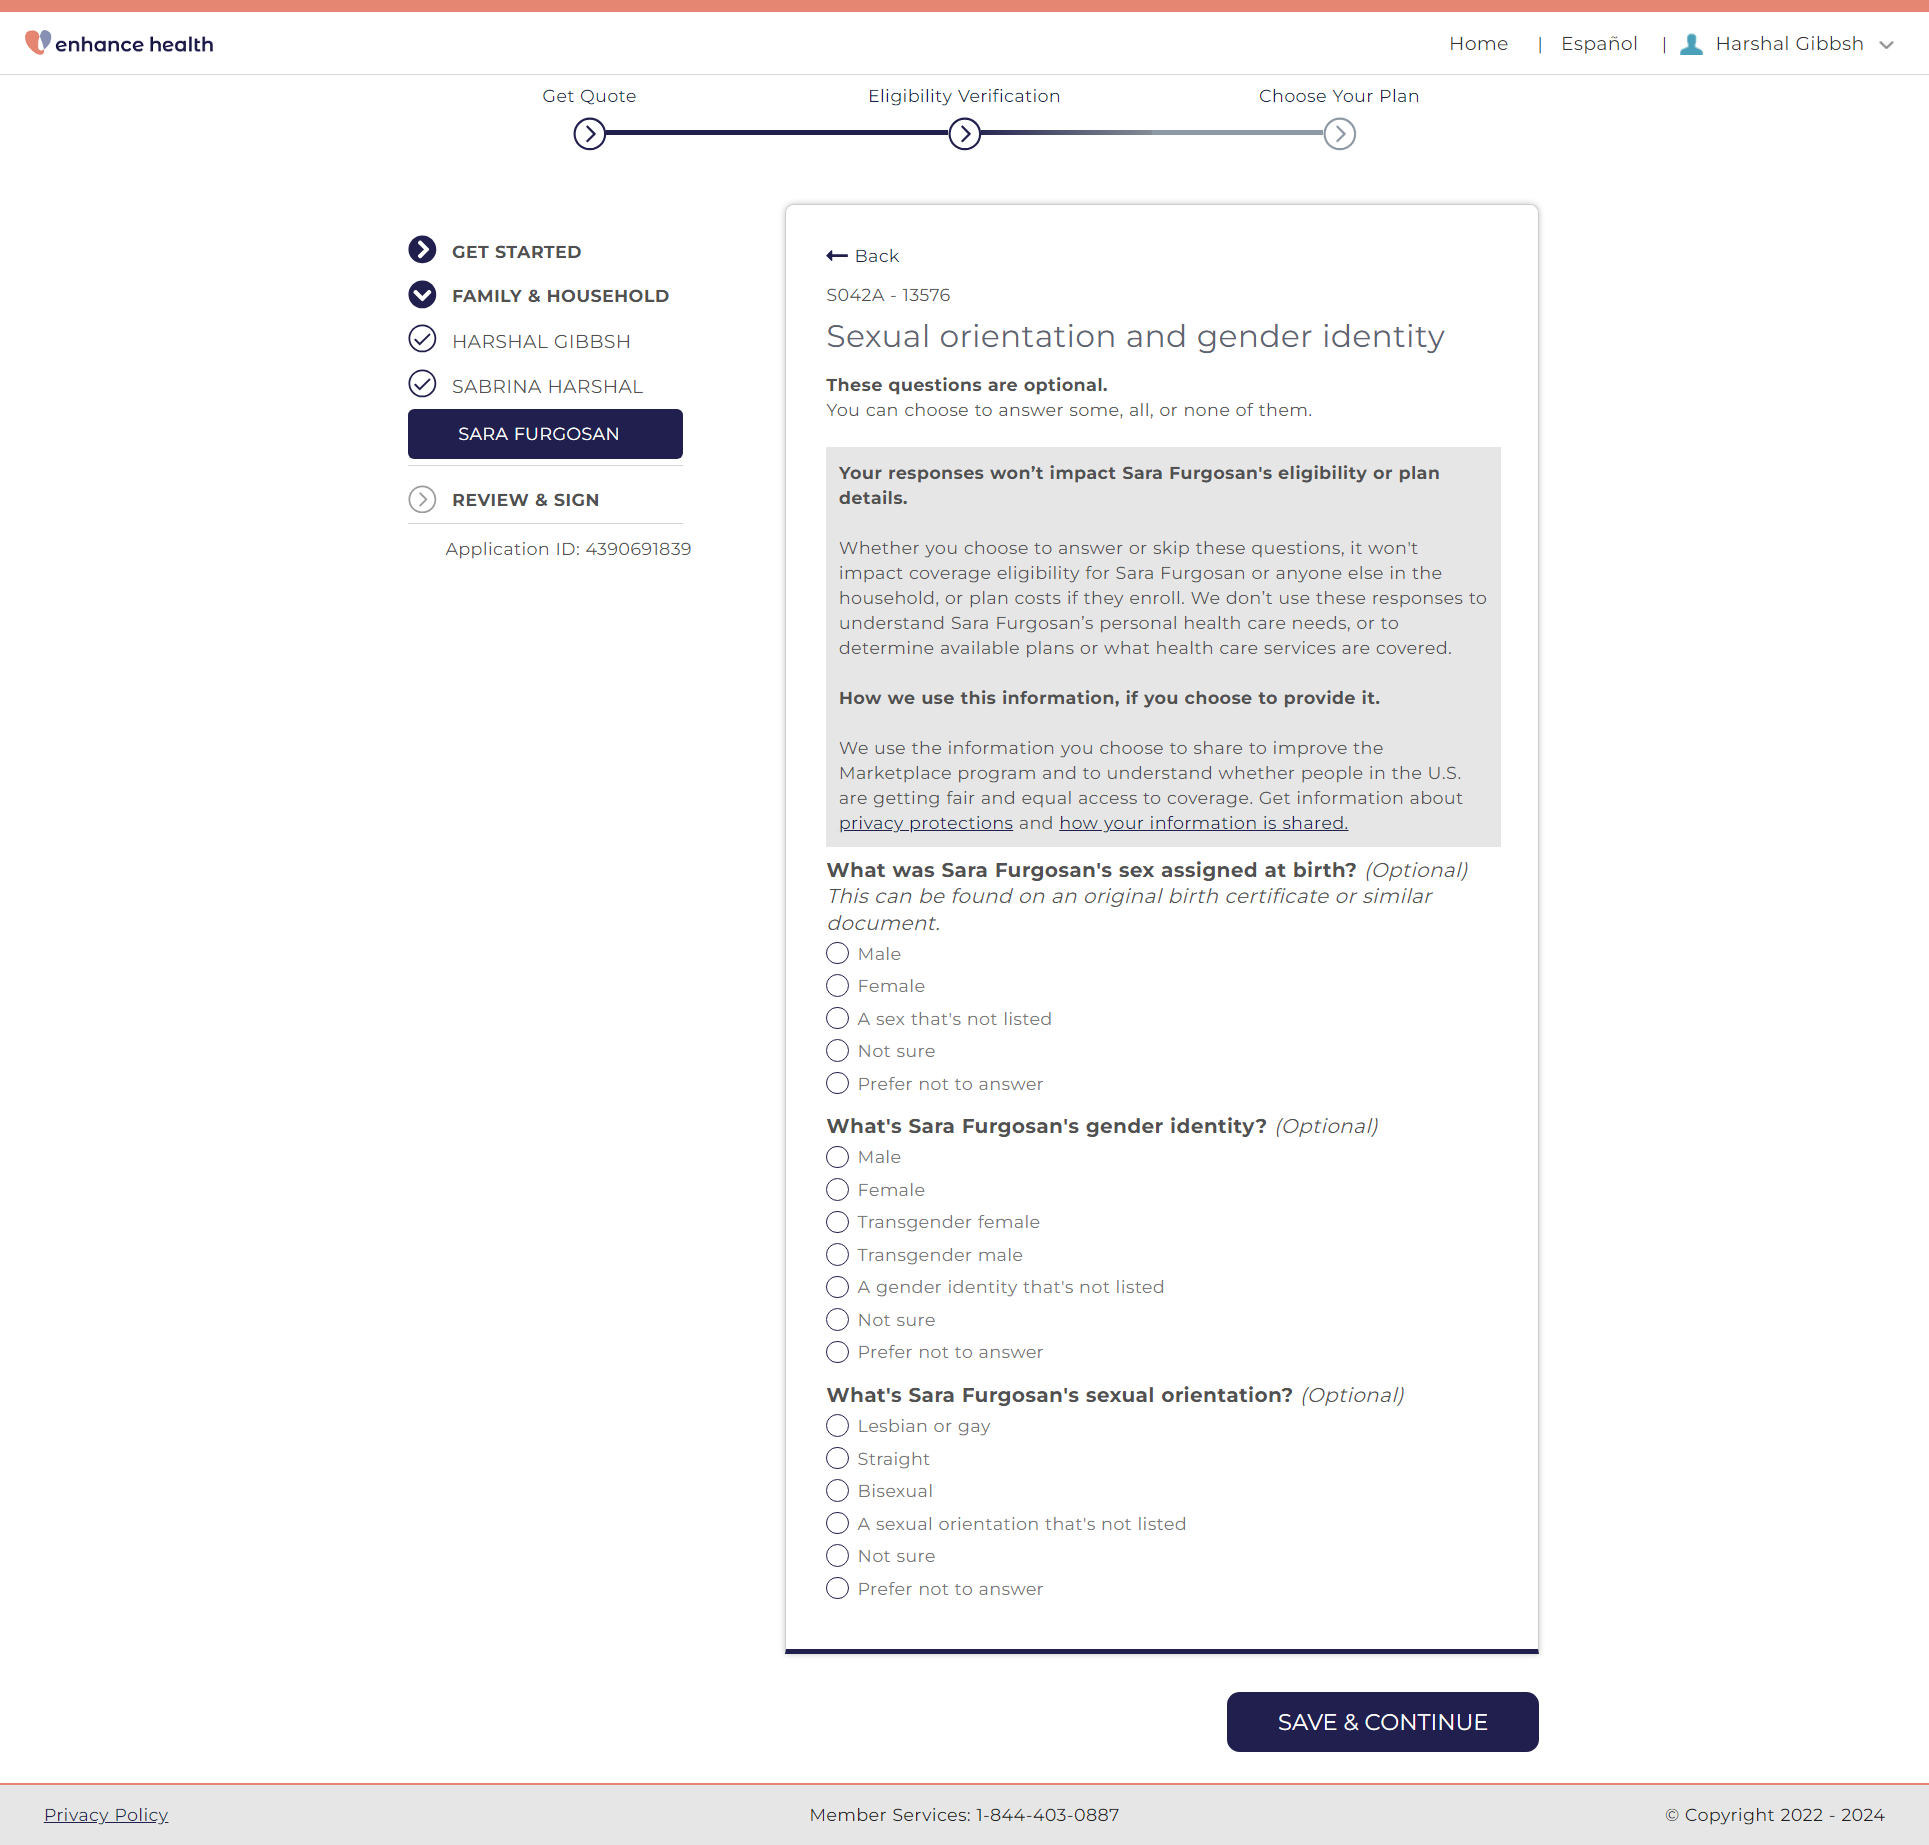 enhance health
Home | Español | Harshal Gibbsh
Get Quote
Eligibility Verification
Choose Your Plan
GET STARTED
FAMILY & HOUSEHOLD
HARSHAL GIBBSH
SABRINA HARSHAL
SARA FURGOSAN
REVIEW & SIGN
Application ID: 4390691839
Back
S042A - 13576
Sexual orientation and gender identity
These questions are optional.
You can choose to answer some, all, or none of them.
Your responses won’t impact Sara Furgosan's eligibility or plan
details.
Whether you choose to answer or skip these questions, it won't
impact coverage eligibility for Sara Furgosan or anyone else in the
household, or plan costs if they enroll. We don’t use these responses to
understand Sara Furgosan’s personal health care needs, or to
determine available plans or what health care services are covered.
How we use this information, if you choose to provide it.
We use the information you choose to share to improve the
Marketplace program and to understand whether people in the U.S.
are getting fair and equal access to coverage. Get information about
privacy protections and how your information is shared.
What was Sara Furgosan's sex assigned at birth? (Optional)
This can be found on an original birth certificate or similar
document.
Male
Female
A sex that's not listed
Not sure
Prefer not to answer
What's Sara Furgosan's gender identity? (Optional)
Male
Female
Transgender female
Transgender male
A gender identity that's not listed
Not sure
Prefer not to answer
What's Sara Furgosan's sexual orientation? (Optional)
Lesbian or gay
Straight
Bisexual
A sexual orientation that's not listed
Not sure
Prefer not to answer
SAVE & CONTINUE
Privacy Policy
Member Services: 1-844-403-0887
© Copyright 2022 - 2024